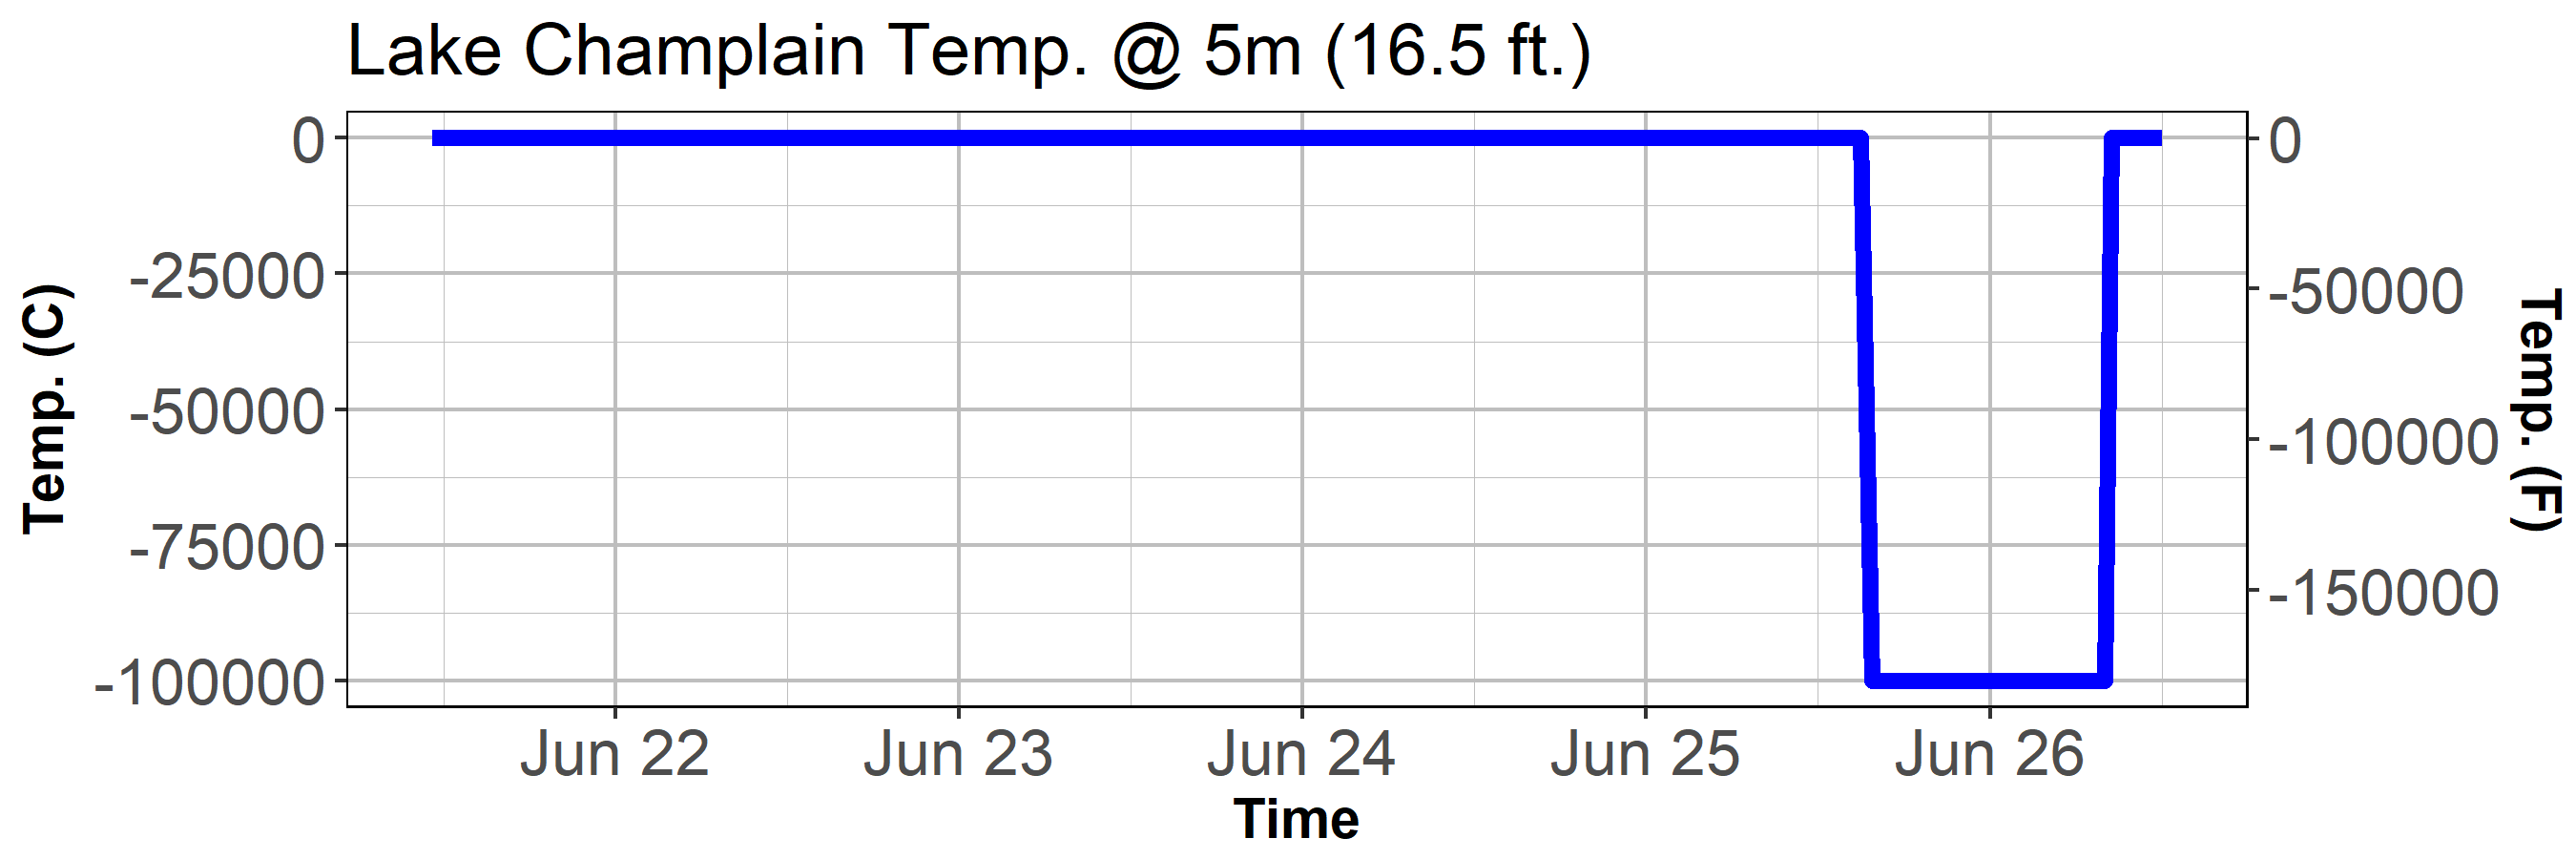 Lake Champlain Temp. @ 5m (16.5 ft.)
Temp. (C)
0
-25000
-50000
-75000
-100000
0
-50000
-100000
-150000
Temp. (F)
Jun 22 Jun 23 Jun 24 Jun 25 Jun 26
Time